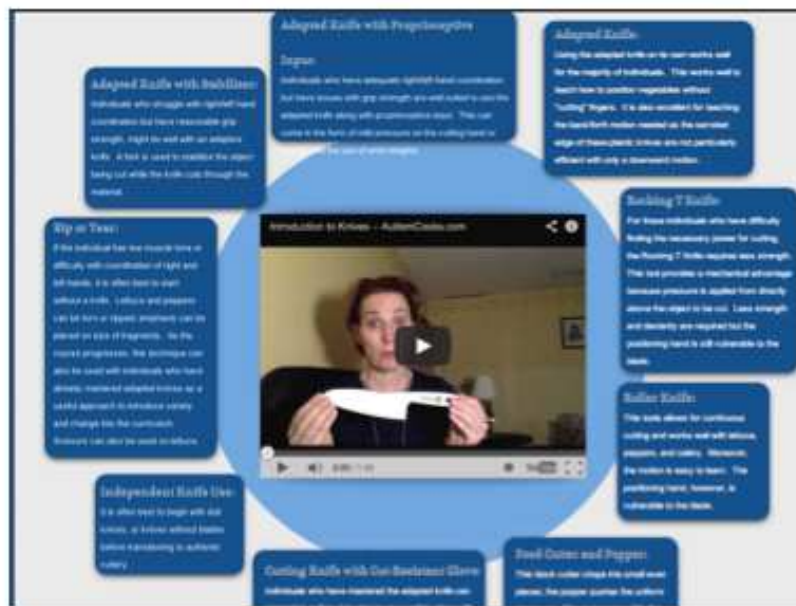 Adapted Knife with Proprioceptive
Input:
Individuals who have adequate right/left hand coordination
but have issues with grip strength are well suited to use the
adapted knife along with proprioceptive input. This can
come in the form of mild pressure on the cutting hand or
the use of wrist weights.
Adapted Knife:
Using the adapted knife on its own works well
for the majority of individuals. This works well to
teach how to position vegetables without
"cutting" fingers. It is also excellent for teaching
the back/forth motion needed as the serrated
edge of these plastic knives are not particularly
efficient with only a downward motion.
Adapted Knife with Stabilizer:
Individuals who struggle with right/left hand
coordination but have reasonable grip
strength, might do well with an adaptive
knife. A fork is used to stabilize the object
being cut while the knife cuts through the
material.
Rocking T Knife:
For those individuals who have difficulty
finding the necessary power for cutting,
the Rocking T Knife requires less strength.
This tool provides a mechanical advantage
because pressure is applied from directly
above the object to be cut. Less strength
and dexterity are required but the
positioning hand is still vulnerable to the
blade.
Rip or Tear:
If the individual has low muscle tone or
difficulty with coordination of right and
left hands, it is often best to start
without a knife. Lettuce and peppers
can be torn or ripped; emphasis can be
placed on size of fragments. As the
course progresses, this technique can
also be used with individuals who have
already mastered adapted knives as a
useful approach to introduce variety
and change into the curriculum.
Scissors can also be used on lettuce.
Introduction to Knives - AutismCooks.com
0:00
YouTube
Roller Knife:
This tools allows for continuous
cutting and works well with lettuce,
peppers, and celery. Moreover,
the motion is easy to learn. The
positioning hand, however, is
vulnerable to the blade.
Independent Knife Use:
It is often best to begin with dull
knives, or knives without blades
before transitioning to authentic
cutlery.
Cutting Knife with Cut-Resistant Glove:
Individuals who have mastered the adapted knife can
Food Cutter and Popper:
pieces; the popper pushes the